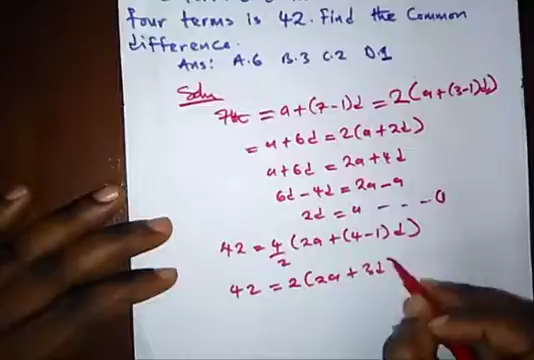 four terms is 42. Find the Common
difference.
Ans: A.6 B.3 C.2 D.1
Soln
7th = a+(7-1)d = 2(a+(3-1)d)
= a+6d = 2(a+2d)
a+6d = 2a+4d
6d-4d = 2a-a
2d = a - - - 0
42 = 4/2 (2a+(4-1)d)
42 = 2(2a+3d